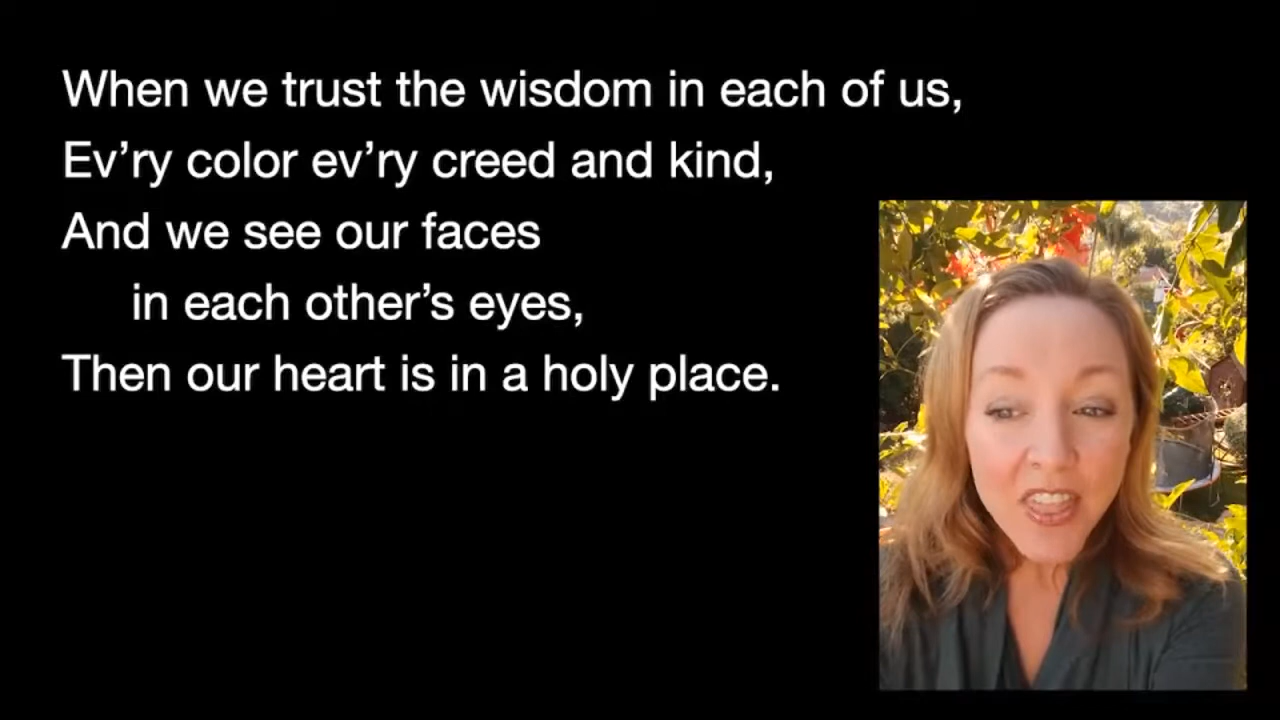 When we trust the wisdom in each of us,
Ev’ry color ev’ry creed and kind,
And we see our faces
in each other’s eyes,
Then our heart is in a holy place.